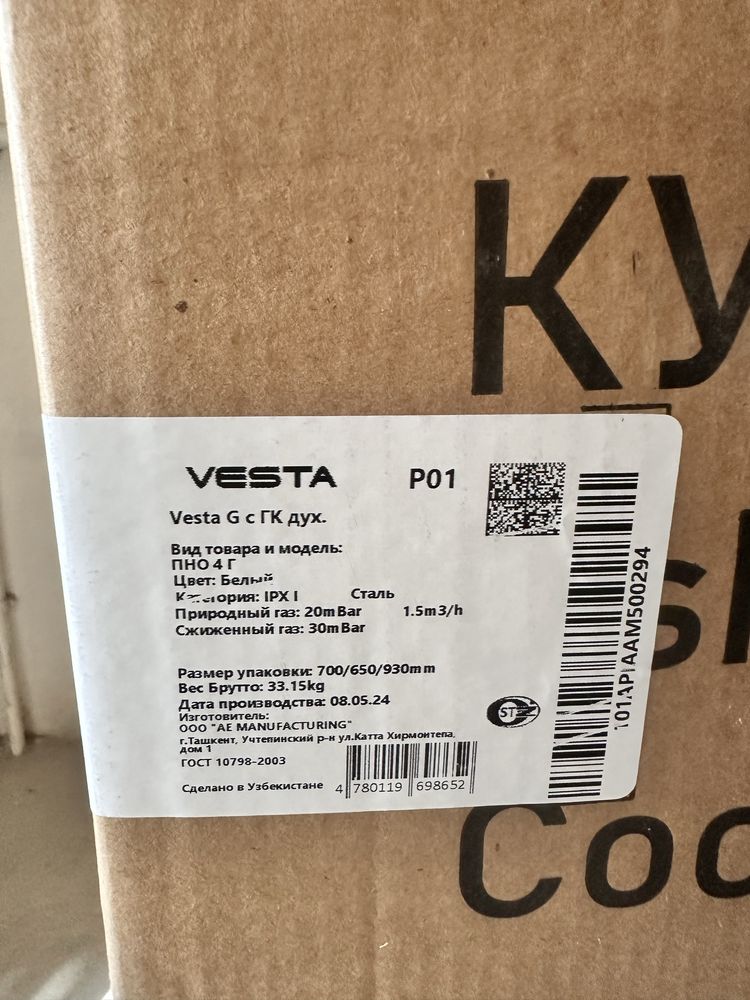 КУ
VESTA P01
Vesta G с ГК дух.
Вид товара и модель:
ПНО 4 Г
Цвет: Белый
Категория: IPX I Сталь
Природный газ: 20mBar 1.5m3/h
Сжиженный газ: 30mBar
Размер упаковки: 700/650/930mm
Вес Брутто: 33.15kg
Дата производства: 08.05.24
Изготовитель:
ООО "AE MANUFACTURING"
г.Ташкент, Учтепинский р-н ул.Катта Хирмонтепа,
дом 1
ГОСТ 10798-2003
Сделано в Узбекистане
4 780119 698652
ST
Coo